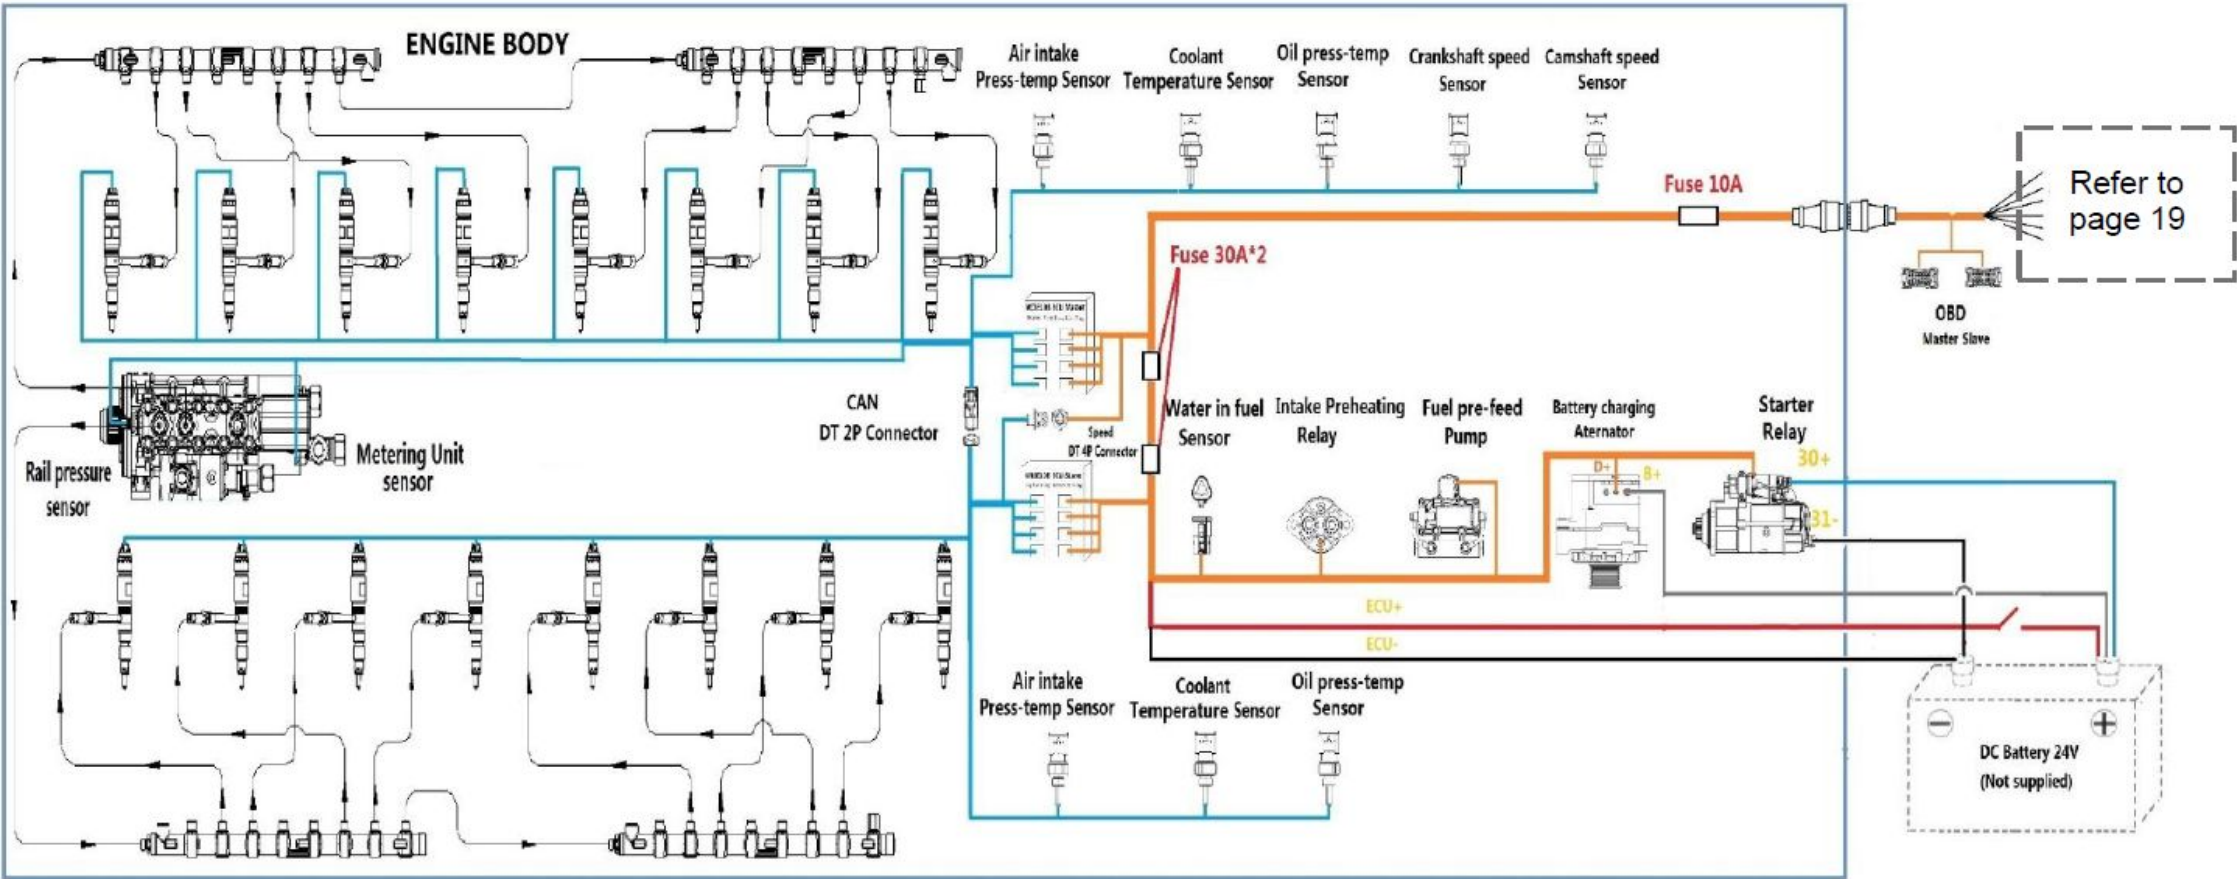 ENGINE BODY
Air intake
Press-temp Sensor
Coolant
Temperature Sensor
Oil press-temp
Sensor
Crankshaft speed
Sensor
Camshaft speed
Sensor
Fuse 10A
Refer to
page 19
Fuse 30A*2
OBD
Master Slave
CAN
DT 2P Connector
Speed
DT 4P Connector
Water in fuel
Sensor
Intake Preheating
Relay
Fuel pre-feed
Pump
Battery charging
Aternator
Starter
Relay
30+
D+
B+
31-
Rail pressure
sensor
Metering Unit
sensor
ECU+
ECU-
Air intake
Press-temp Sensor
Coolant
Temperature Sensor
Oil press-temp
Sensor
DC Battery 24V
(Not supplied)